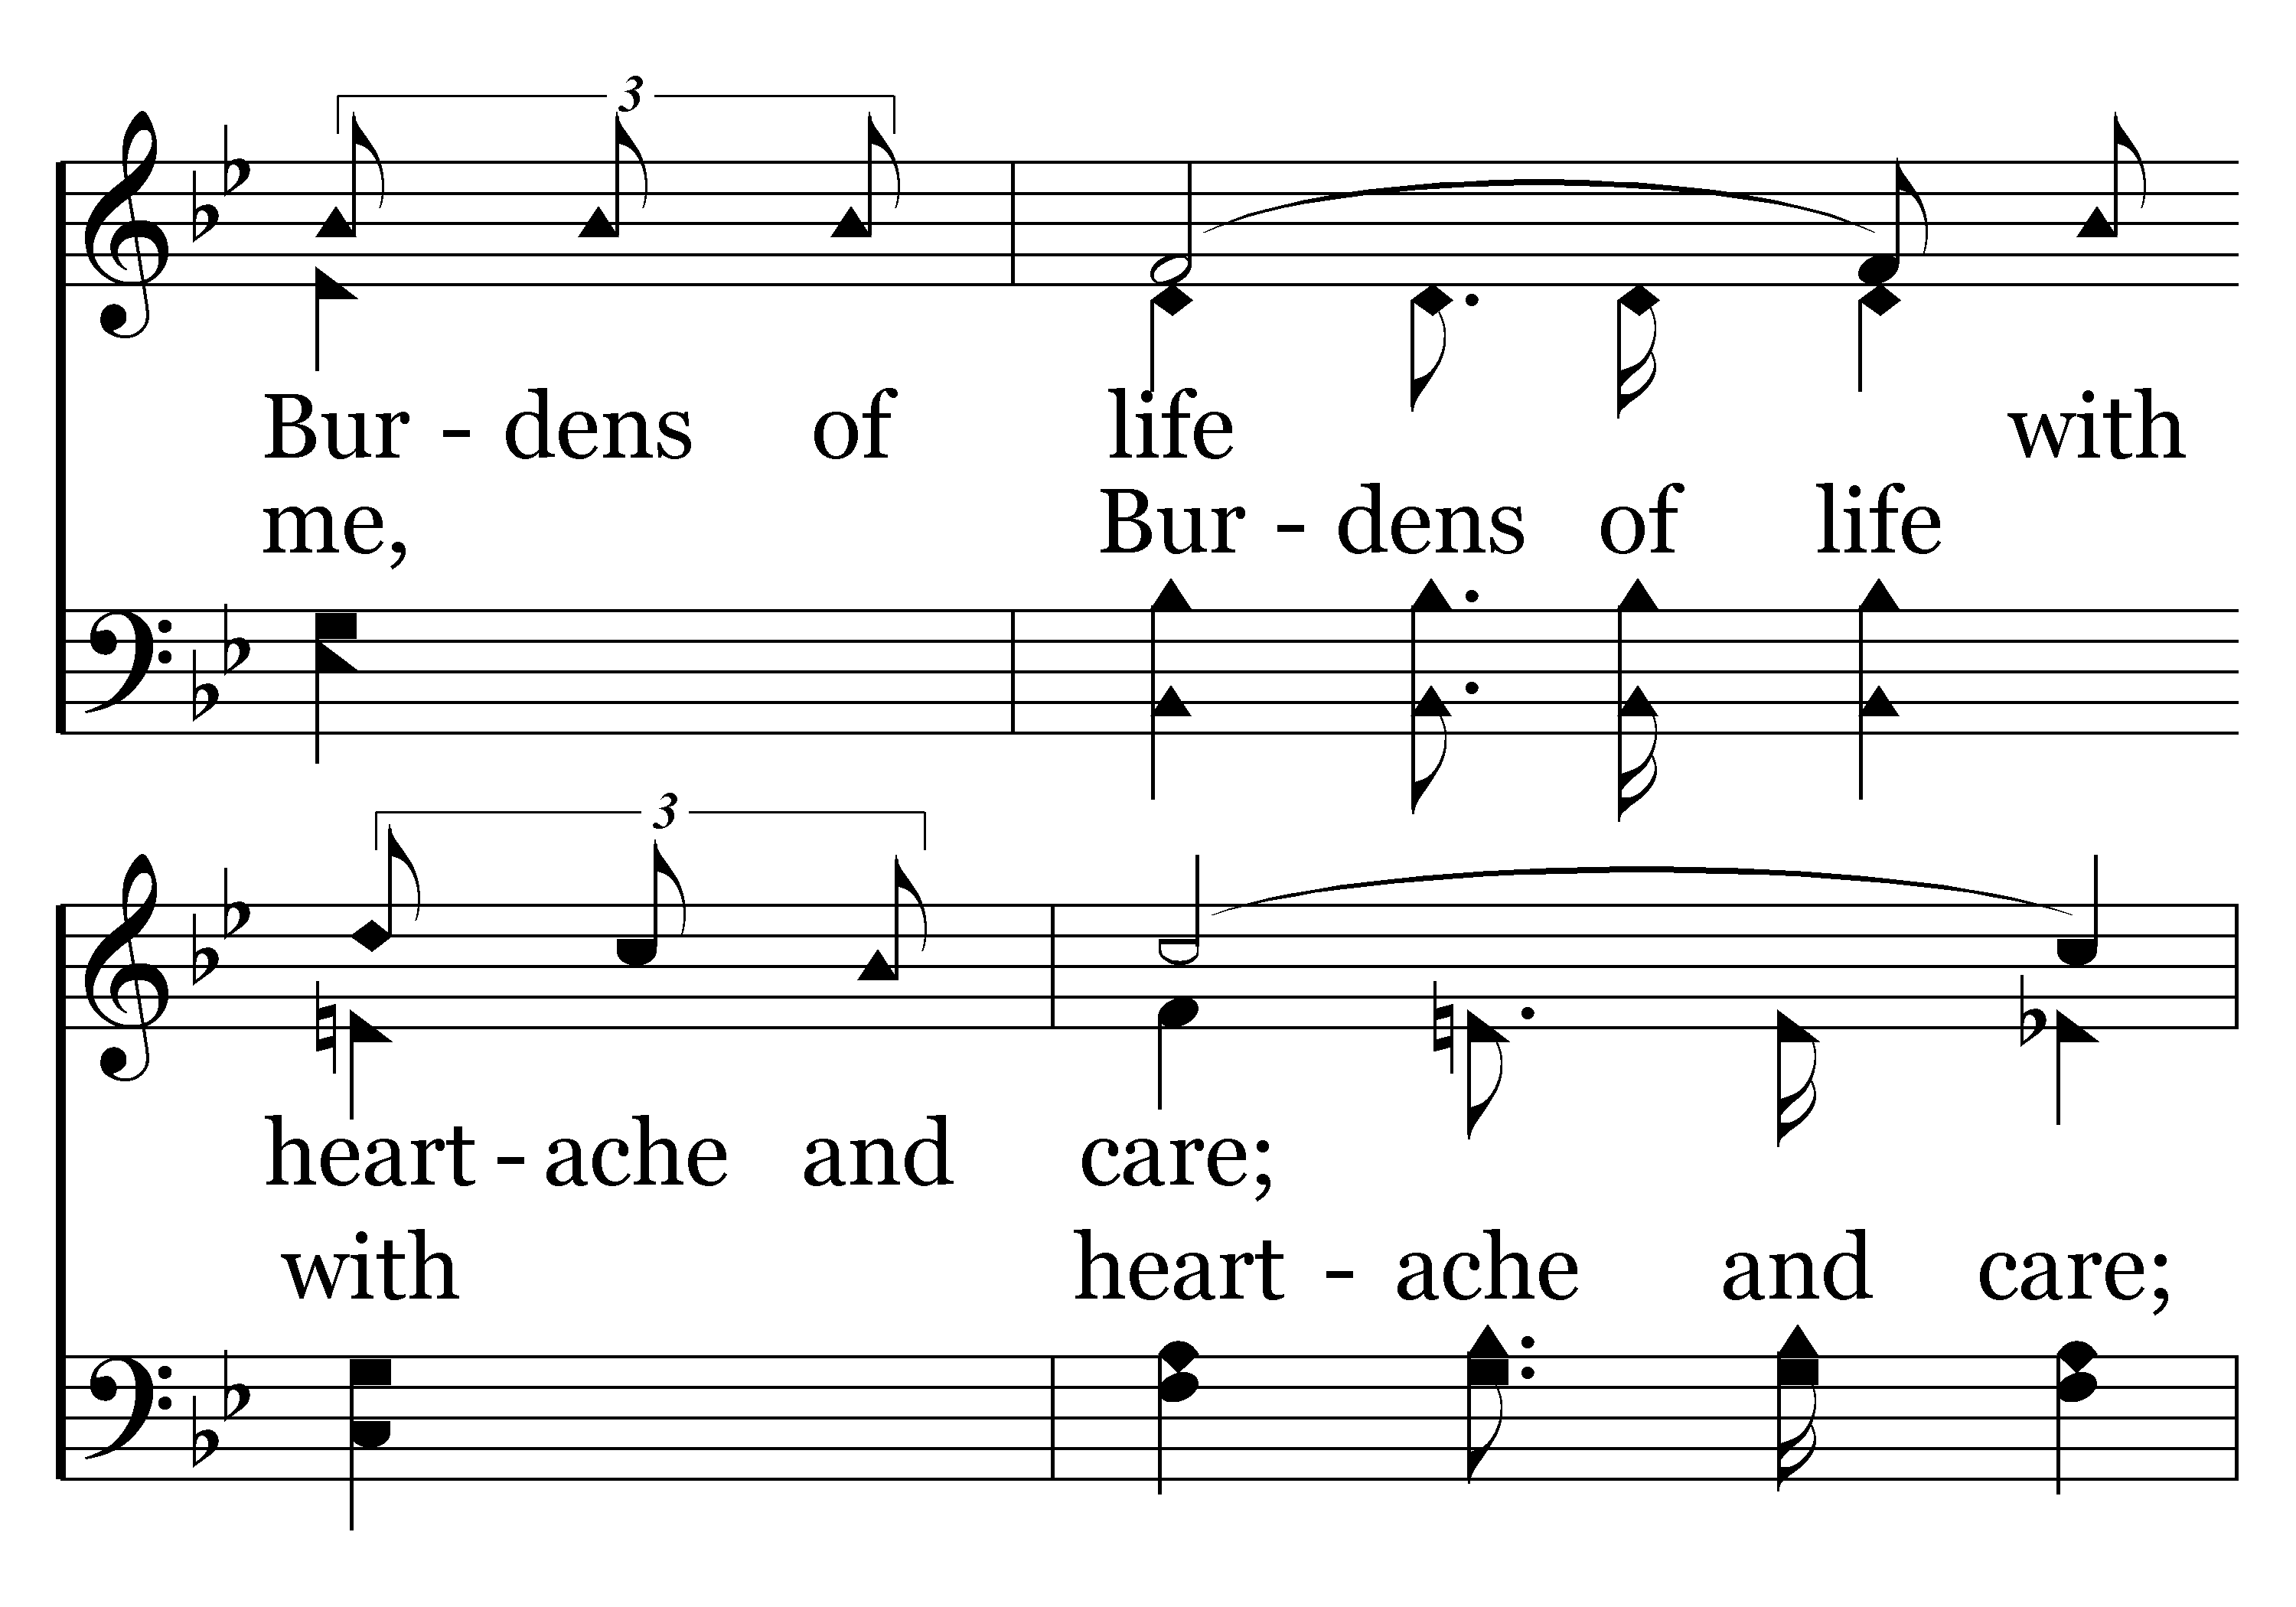 3
Bur - dens of life with
me, Bur - dens of life
3
heart - ache and care;
with heart - ache and care;